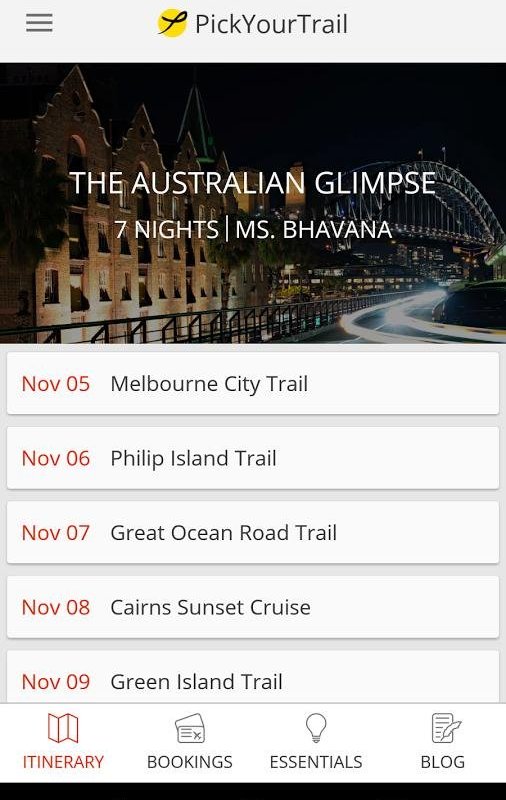 PickYourTrail
THE AUSTRALIAN GLIMPSE
7 NIGHTS | MS. BHAVANA
Nov 05 Melbourne City Trail
Nov 06 Philip Island Trail
Nov 07 Great Ocean Road Trail
Nov 08 Cairns Sunset Cruise
Nov 09 Green Island Trail
ITINERARY BOOKINGS ESSENTIALS BLOG